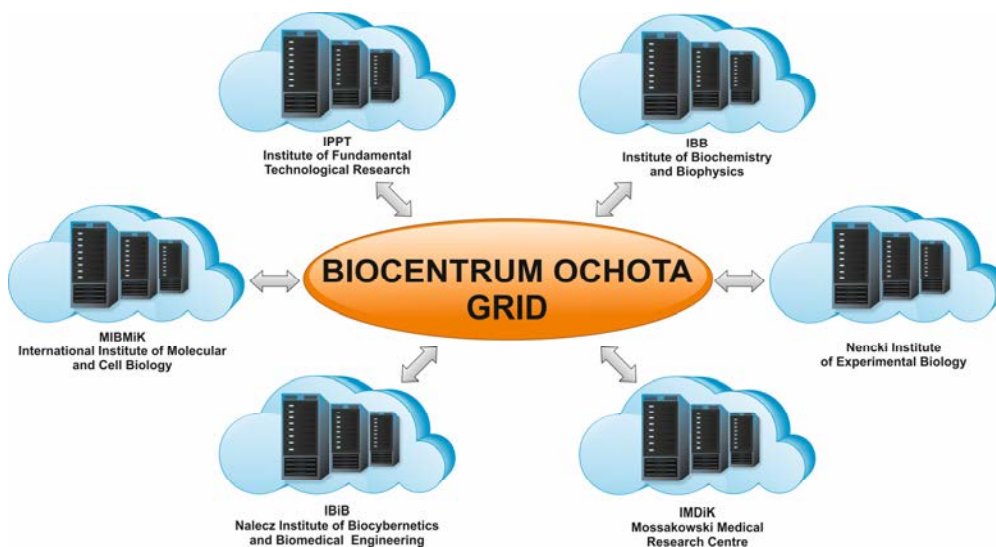 IPPT
Institute of Fundamental
Technological Research
IBB
Institute of Biochemistry
and Biophysics
BIOCENTRUM OCHOTA
GRID
MIBMiK
International Institute of Molecular
and Cell Biology
Nencki Institute
of Experimental Biology
IBiB
Nalecz Institute of Biocybernetics
and Biomedical Engineering
IMDiK
Mossakowski Medical
Research Centre